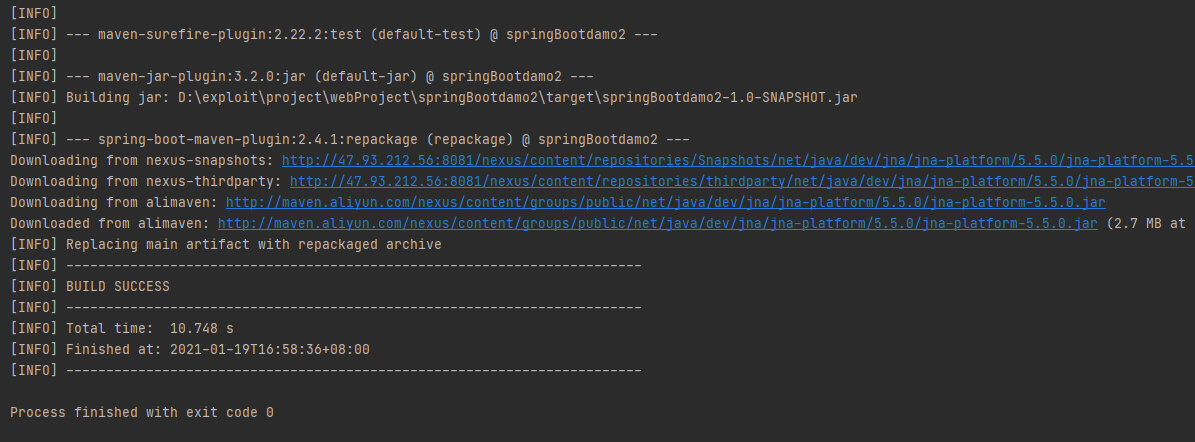 [INFO]
[INFO] --- maven-surefire-plugin:2.22.2:test (default-test) @ springBootdamo2 ---
[INFO]
[INFO] --- maven-jar-plugin:3.2.0:jar (default-jar) @ springBootdamo2 ---
[INFO] Building jar: D:\exploit\project\webProject\springBootdamo2\target\springBootdamo2-1.0-SNAPSHOT.jar
[INFO]
[INFO] --- spring-boot-maven-plugin:2.4.1:repackage (repackage) @ springBootdamo2 ---
Downloading from nexus-snapshots: http://47.93.212.56:8081/nexus/content/repositories/Snapshots/net/java/dev/jna/jna-platform/5.5.0/jna-platform-5.5
Downloading from nexus-thirdparty: http://47.93.212.56:8081/nexus/content/repositories/thirdparty/net/java/dev/jna/jna-platform/5.5.0/jna-platform-5
Downloading from alimaven: http://maven.aliyun.com/nexus/content/groups/public/net/java/dev/jna/jna-platform/5.5.0/jna-platform-5.5.0.jar
Downloaded from alimaven: http://maven.aliyun.com/nexus/content/groups/public/net/java/dev/jna/jna-platform/5.5.0/jna-platform-5.5.0.jar (2.7 MB at
[INFO] Replacing main artifact with repackaged archive
[INFO] ------------------------------------------------------------------------
[INFO] BUILD SUCCESS
[INFO] ------------------------------------------------------------------------
[INFO] Total time:  10.748 s
[INFO] Finished at: 2021-01-19T16:58:36+08:00
[INFO] ------------------------------------------------------------------------
Process finished with exit code 0